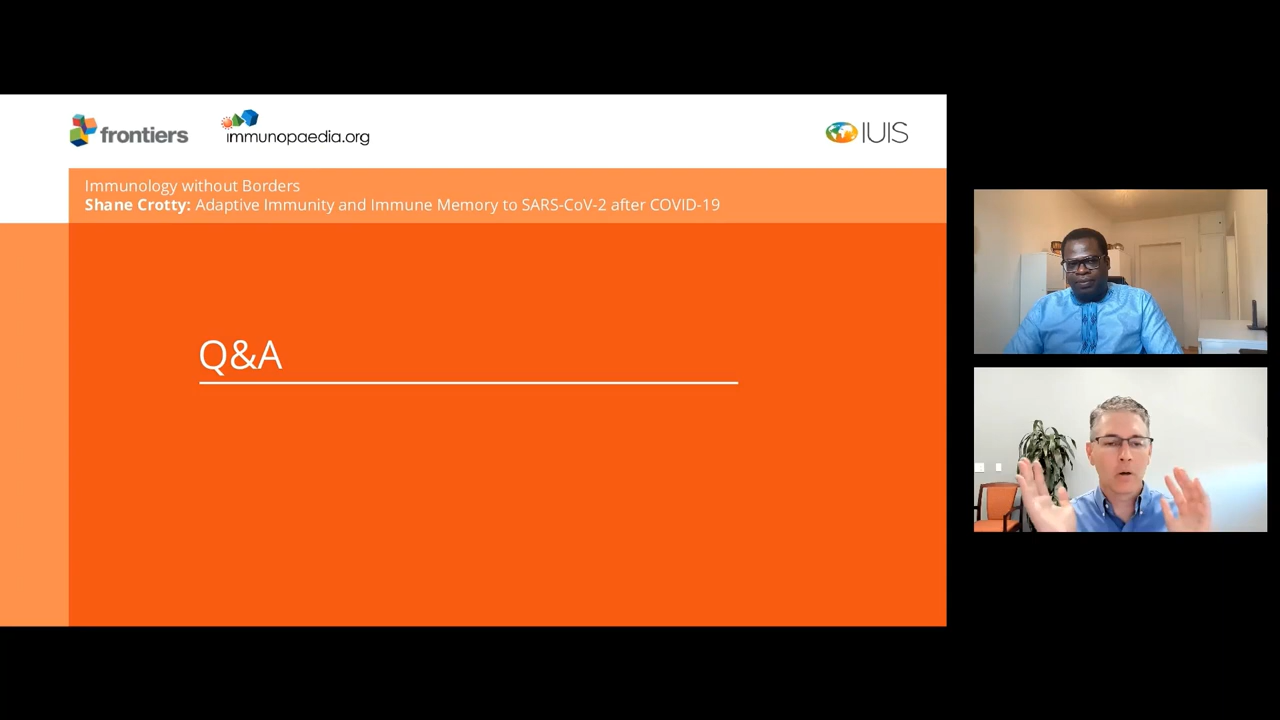 frontiers
immunopaedia.org
IUIS
Immunology without Borders
Shane Crotty: Adaptive Immunity and Immune Memory to SARS-CoV-2 after COVID-19
Q&A